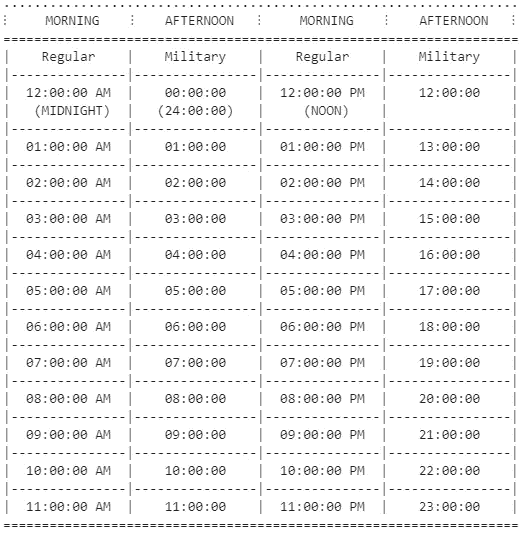 MORNING AFTERNOON MORNING AFTERNOON
Regular Military Regular Military
12:00:00 AM 00:00:00 12:00:00 PM 12:00:00
(MIDNIGHT) (24:00:00) (NOON)
01:00:00 AM 01:00:00 01:00:00 PM 13:00:00
02:00:00 AM 02:00:00 02:00:00 PM 14:00:00
03:00:00 AM 03:00:00 03:00:00 PM 15:00:00
04:00:00 AM 04:00:00 04:00:00 PM 16:00:00
05:00:00 AM 05:00:00 05:00:00 PM 17:00:00
06:00:00 AM 06:00:00 06:00:00 PM 18:00:00
07:00:00 AM 07:00:00 07:00:00 PM 19:00:00
08:00:00 AM 08:00:00 08:00:00 PM 20:00:00
09:00:00 AM 09:00:00 09:00:00 PM 21:00:00
10:00:00 AM 10:00:00 10:00:00 PM 22:00:00
11:00:00 AM 11:00:00 11:00:00 PM 23:00:00